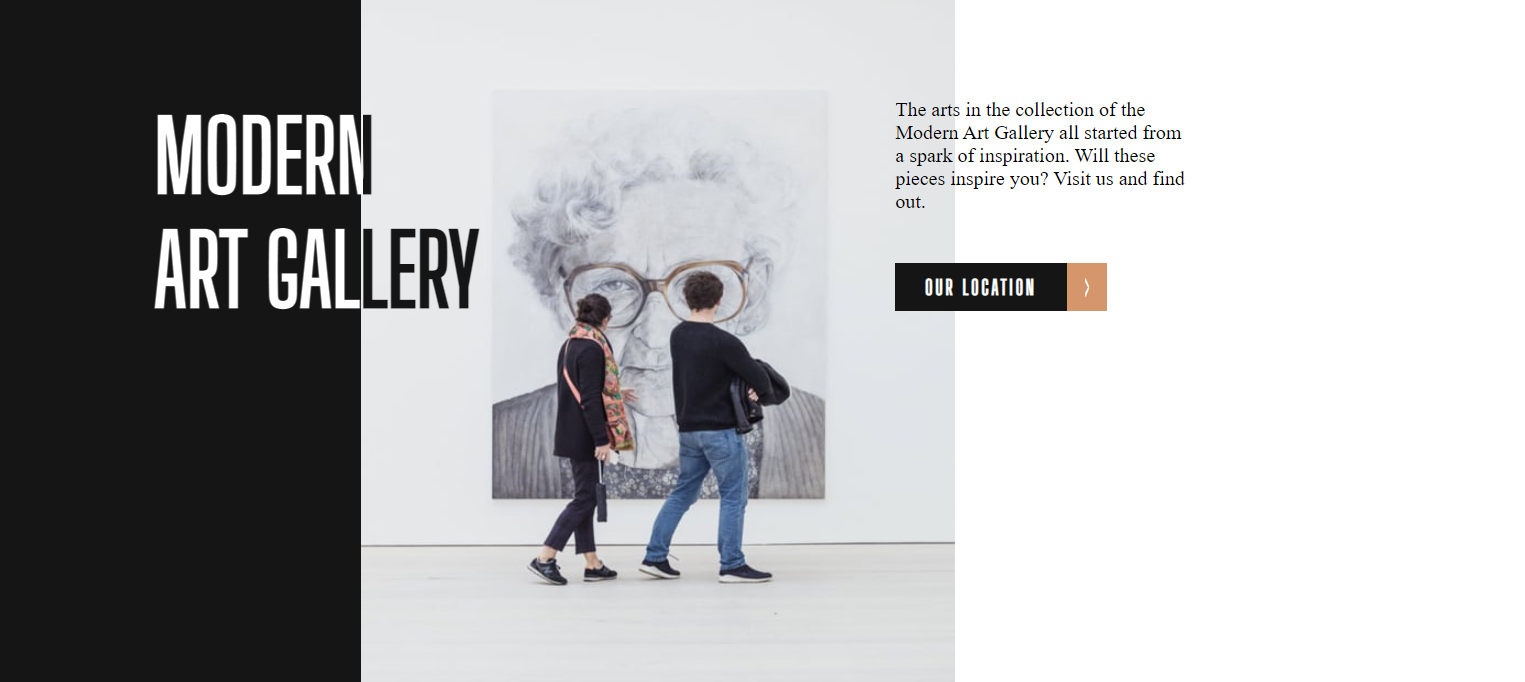 MODERN
ART GALLERY
The arts in the collection of the
Modern Art Gallery all started from
a spark of inspiration. Will these
pieces inspire you? Visit us and find
out.
OUR LOCATION